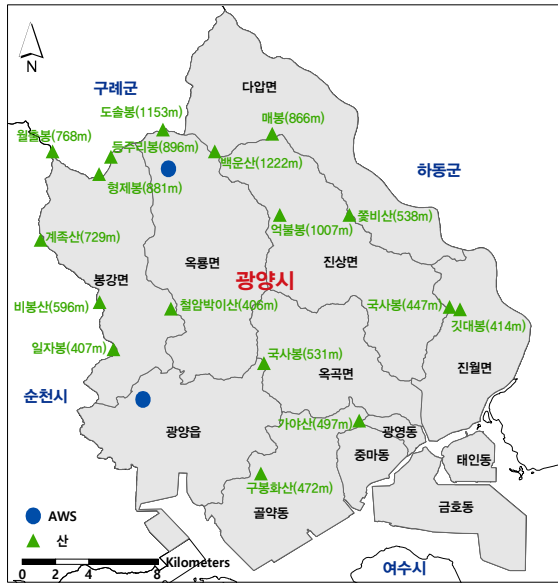 N
구례군
다압면
도솔봉(1153m)
매봉(866m)
월출봉(768m)
등주리봉(896m)
백운산(1222m)
하동군
형제봉(881m)
억불봉(1007m)
쫓비산(538m)
계족산(729m)
옥룡면
진상면
봉강면
광양시
비봉산(596m)
철암박이산(406m)
국사봉(447m)
깃대봉(414m)
일자봉(407m)
국사봉(531m)
옥곡면
진월면
순천시
광양읍
가야산(497m)
광영동
중마동
태인동
구봉화산(472m)
골약동
금호동
AWS
산
Kilometers
0 2 4 8
여수시